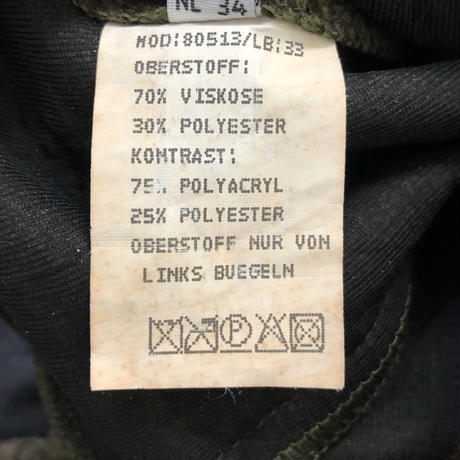 NL 34
MOD:80513/LB:33
OBERSTOFF:
70% VISKOSE
30% POLYESTER
KONTRAST:
75% POLYACRYL
25% POLYESTER
OBERSTOFF NUR VON
LINKS BUEGELN
P